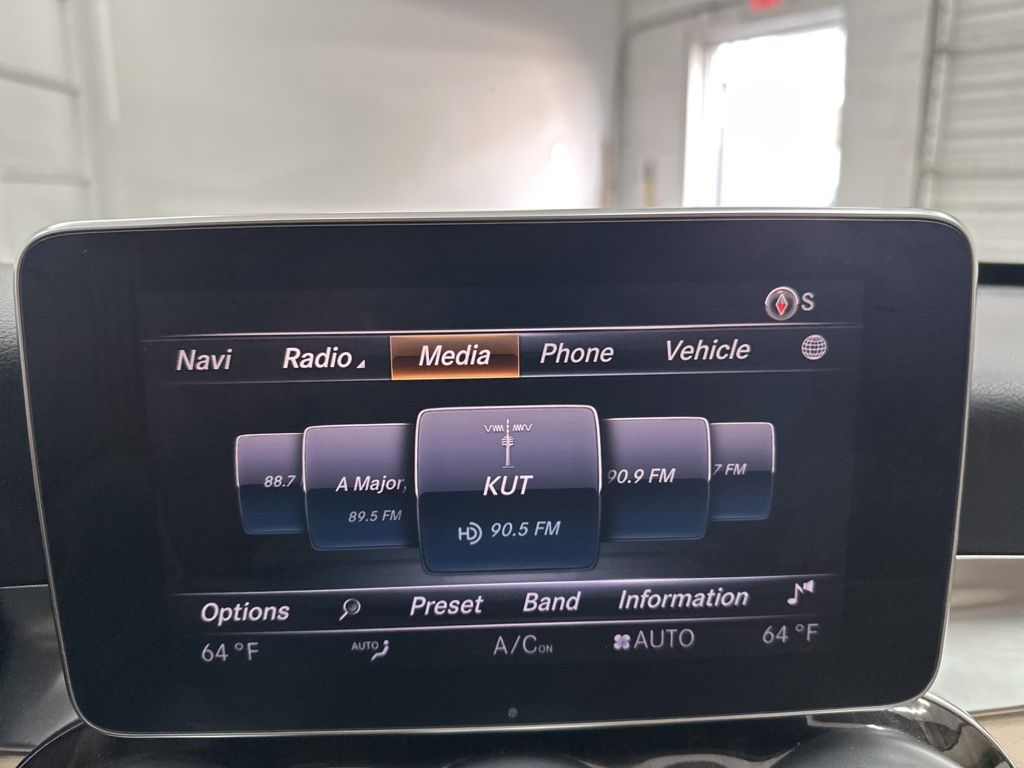 S
Navi Radio Media Phone Vehicle
88.7 A Major, KUT 90.9 FM 7 FM
89.5 FM HD 90.5 FM
Options Preset Band Information
64 °F AUTO A/C ON AUTO 64 °F